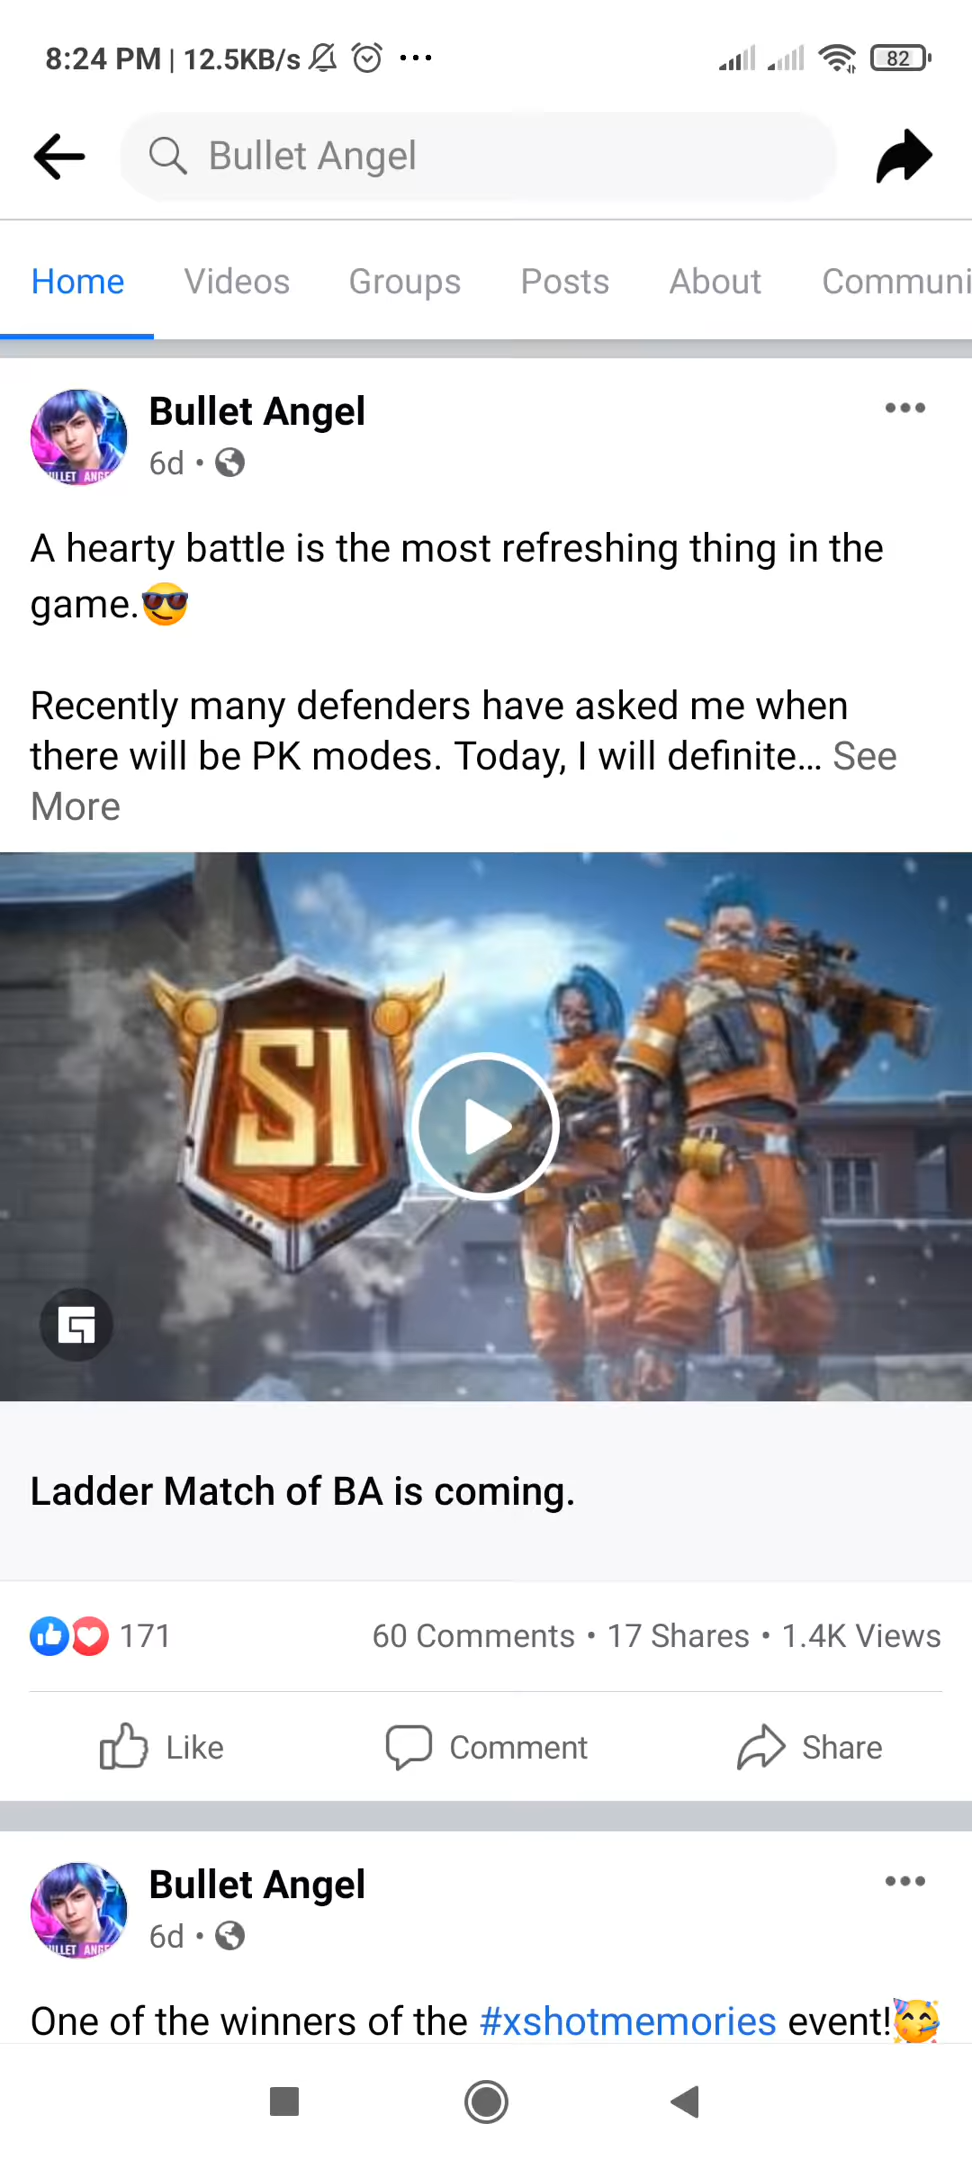 8:24 PM | 12.5KB/s
82
Bullet Angel
Home Videos Groups Posts About Communi
Bullet Angel
6d
A hearty battle is the most refreshing thing in the
game.😎
Recently many defenders have asked me when
there will be PK modes. Today, I will definite... See
More
S1
Ladder Match of BA is coming.
171 60 Comments • 17 Shares • 1.4K Views
Like Comment Share
Bullet Angel
6d
One of the winners of the #xshotmemories event!🥳